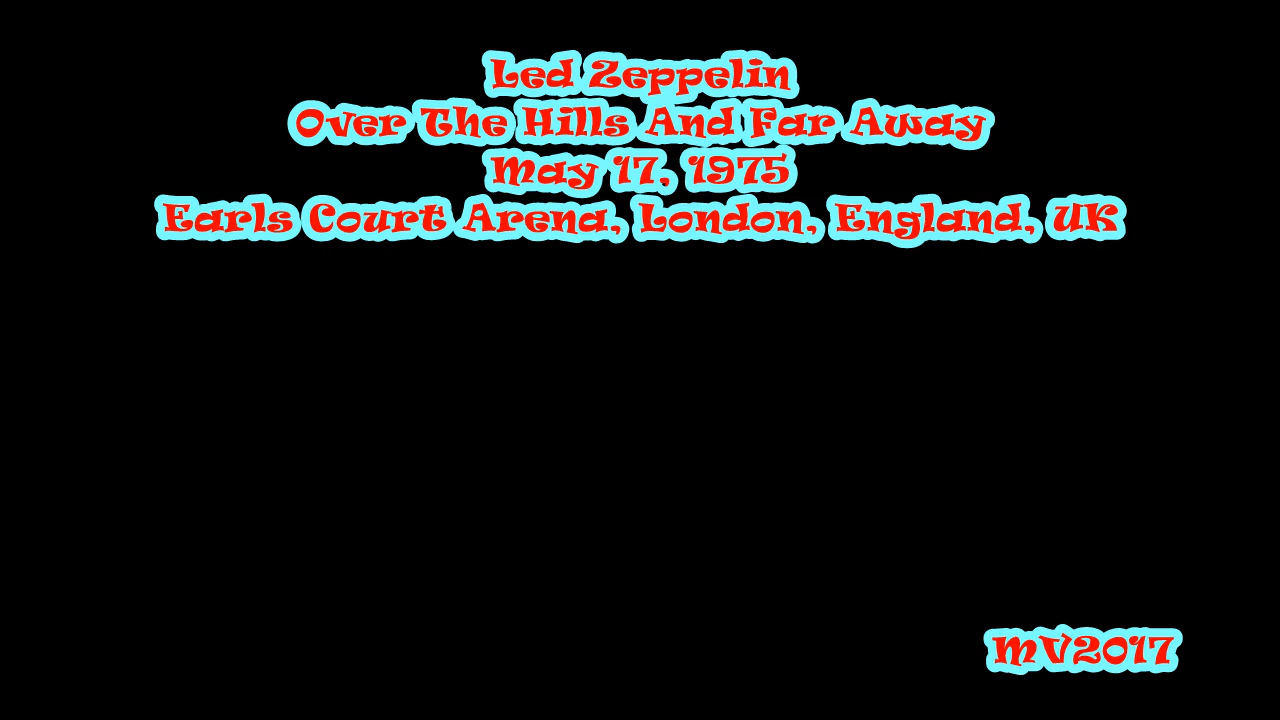 Led Zeppelin
Over The Hills And Far Away
May 17, 1975
Earls Court Arena, London, England, UK
MV2017